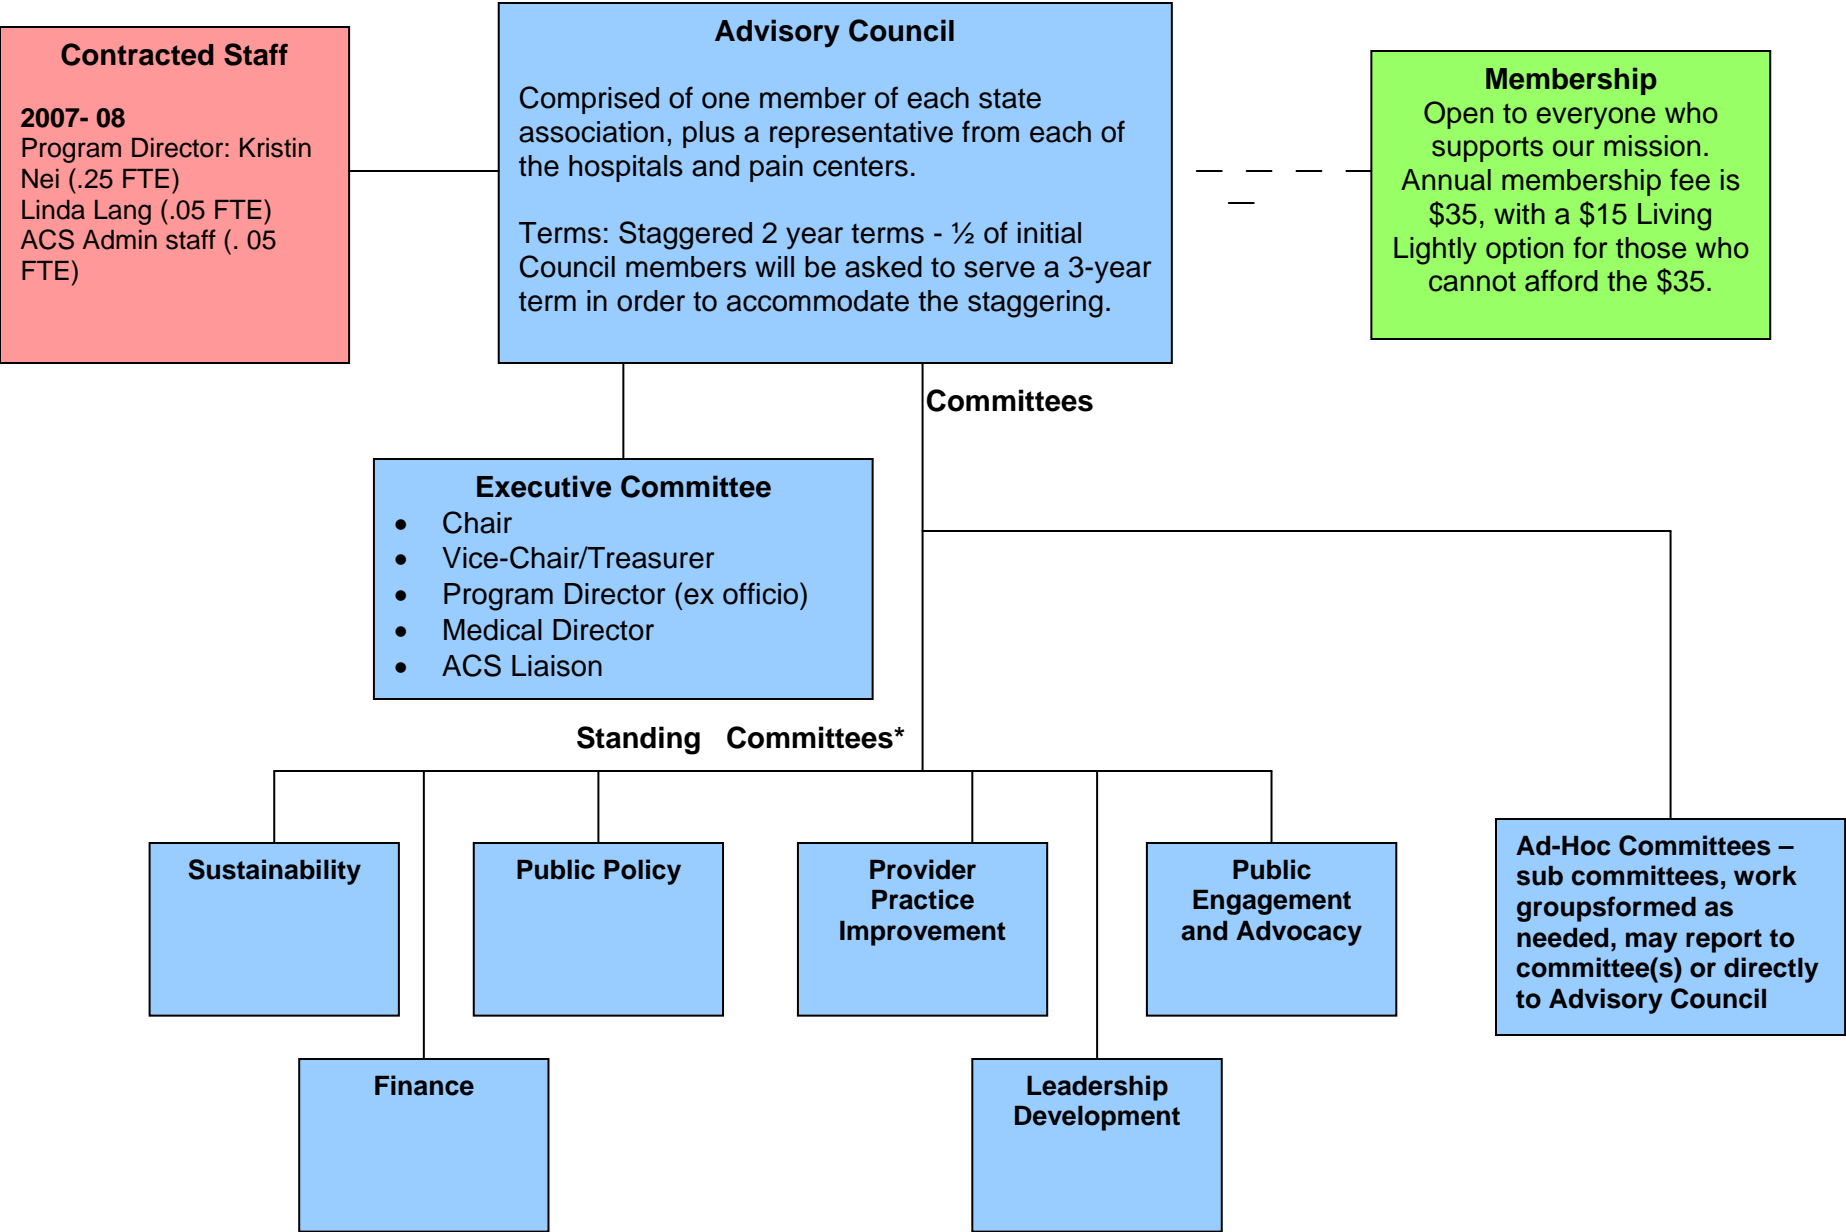 Contracted Staff
2007- 08
Program Director: Kristin
Nei (.25 FTE)
Linda Lang (.05 FTE)
ACS Admin staff (. 05
FTE)
Advisory Council
Comprised of one member of each state
association, plus a representative from each of
the hospitals and pain centers.
Terms: Staggered 2 year terms - ½ of initial
Council members will be asked to serve a 3-year
term in order to accommodate the staggering.
Membership
Open to everyone who
supports our mission.
Annual membership fee is
$35, with a $15 Living
Lightly option for those who
cannot afford the $35.
Committees
Executive Committee
• Chair
• Vice-Chair/Treasurer
• Program Director (ex officio)
• Medical Director
• ACS Liaison
Standing Committees*
Sustainability
Public Policy
Provider
Practice
Improvement
Public
Engagement
and Advocacy
Ad-Hoc Committees –
sub committees, work
groupsformed as
needed, may report to
committee(s) or directly
to Advisory Council
Finance
Leadership
Development